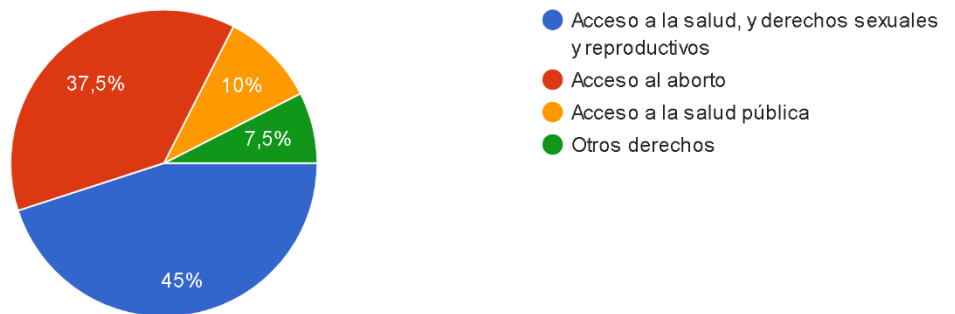 Acceso a la salud, y derechos sexuales
y reproductivos
Acceso al aborto
Acceso a la salud pública
Otros derechos
37,5%
10%
7,5%
45%